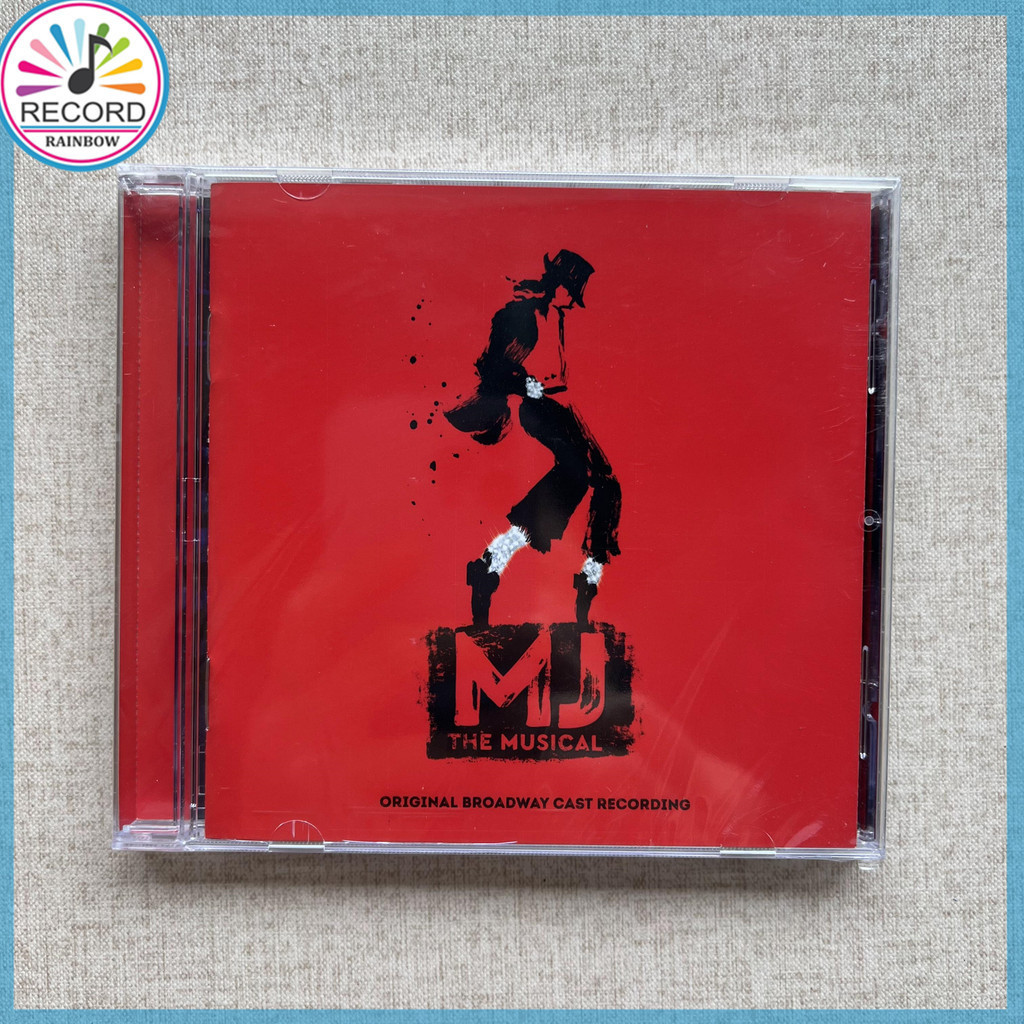 RECORD
RAINBOW
MJ
THE MUSICAL
ORIGINAL BROADWAY CAST RECORDING